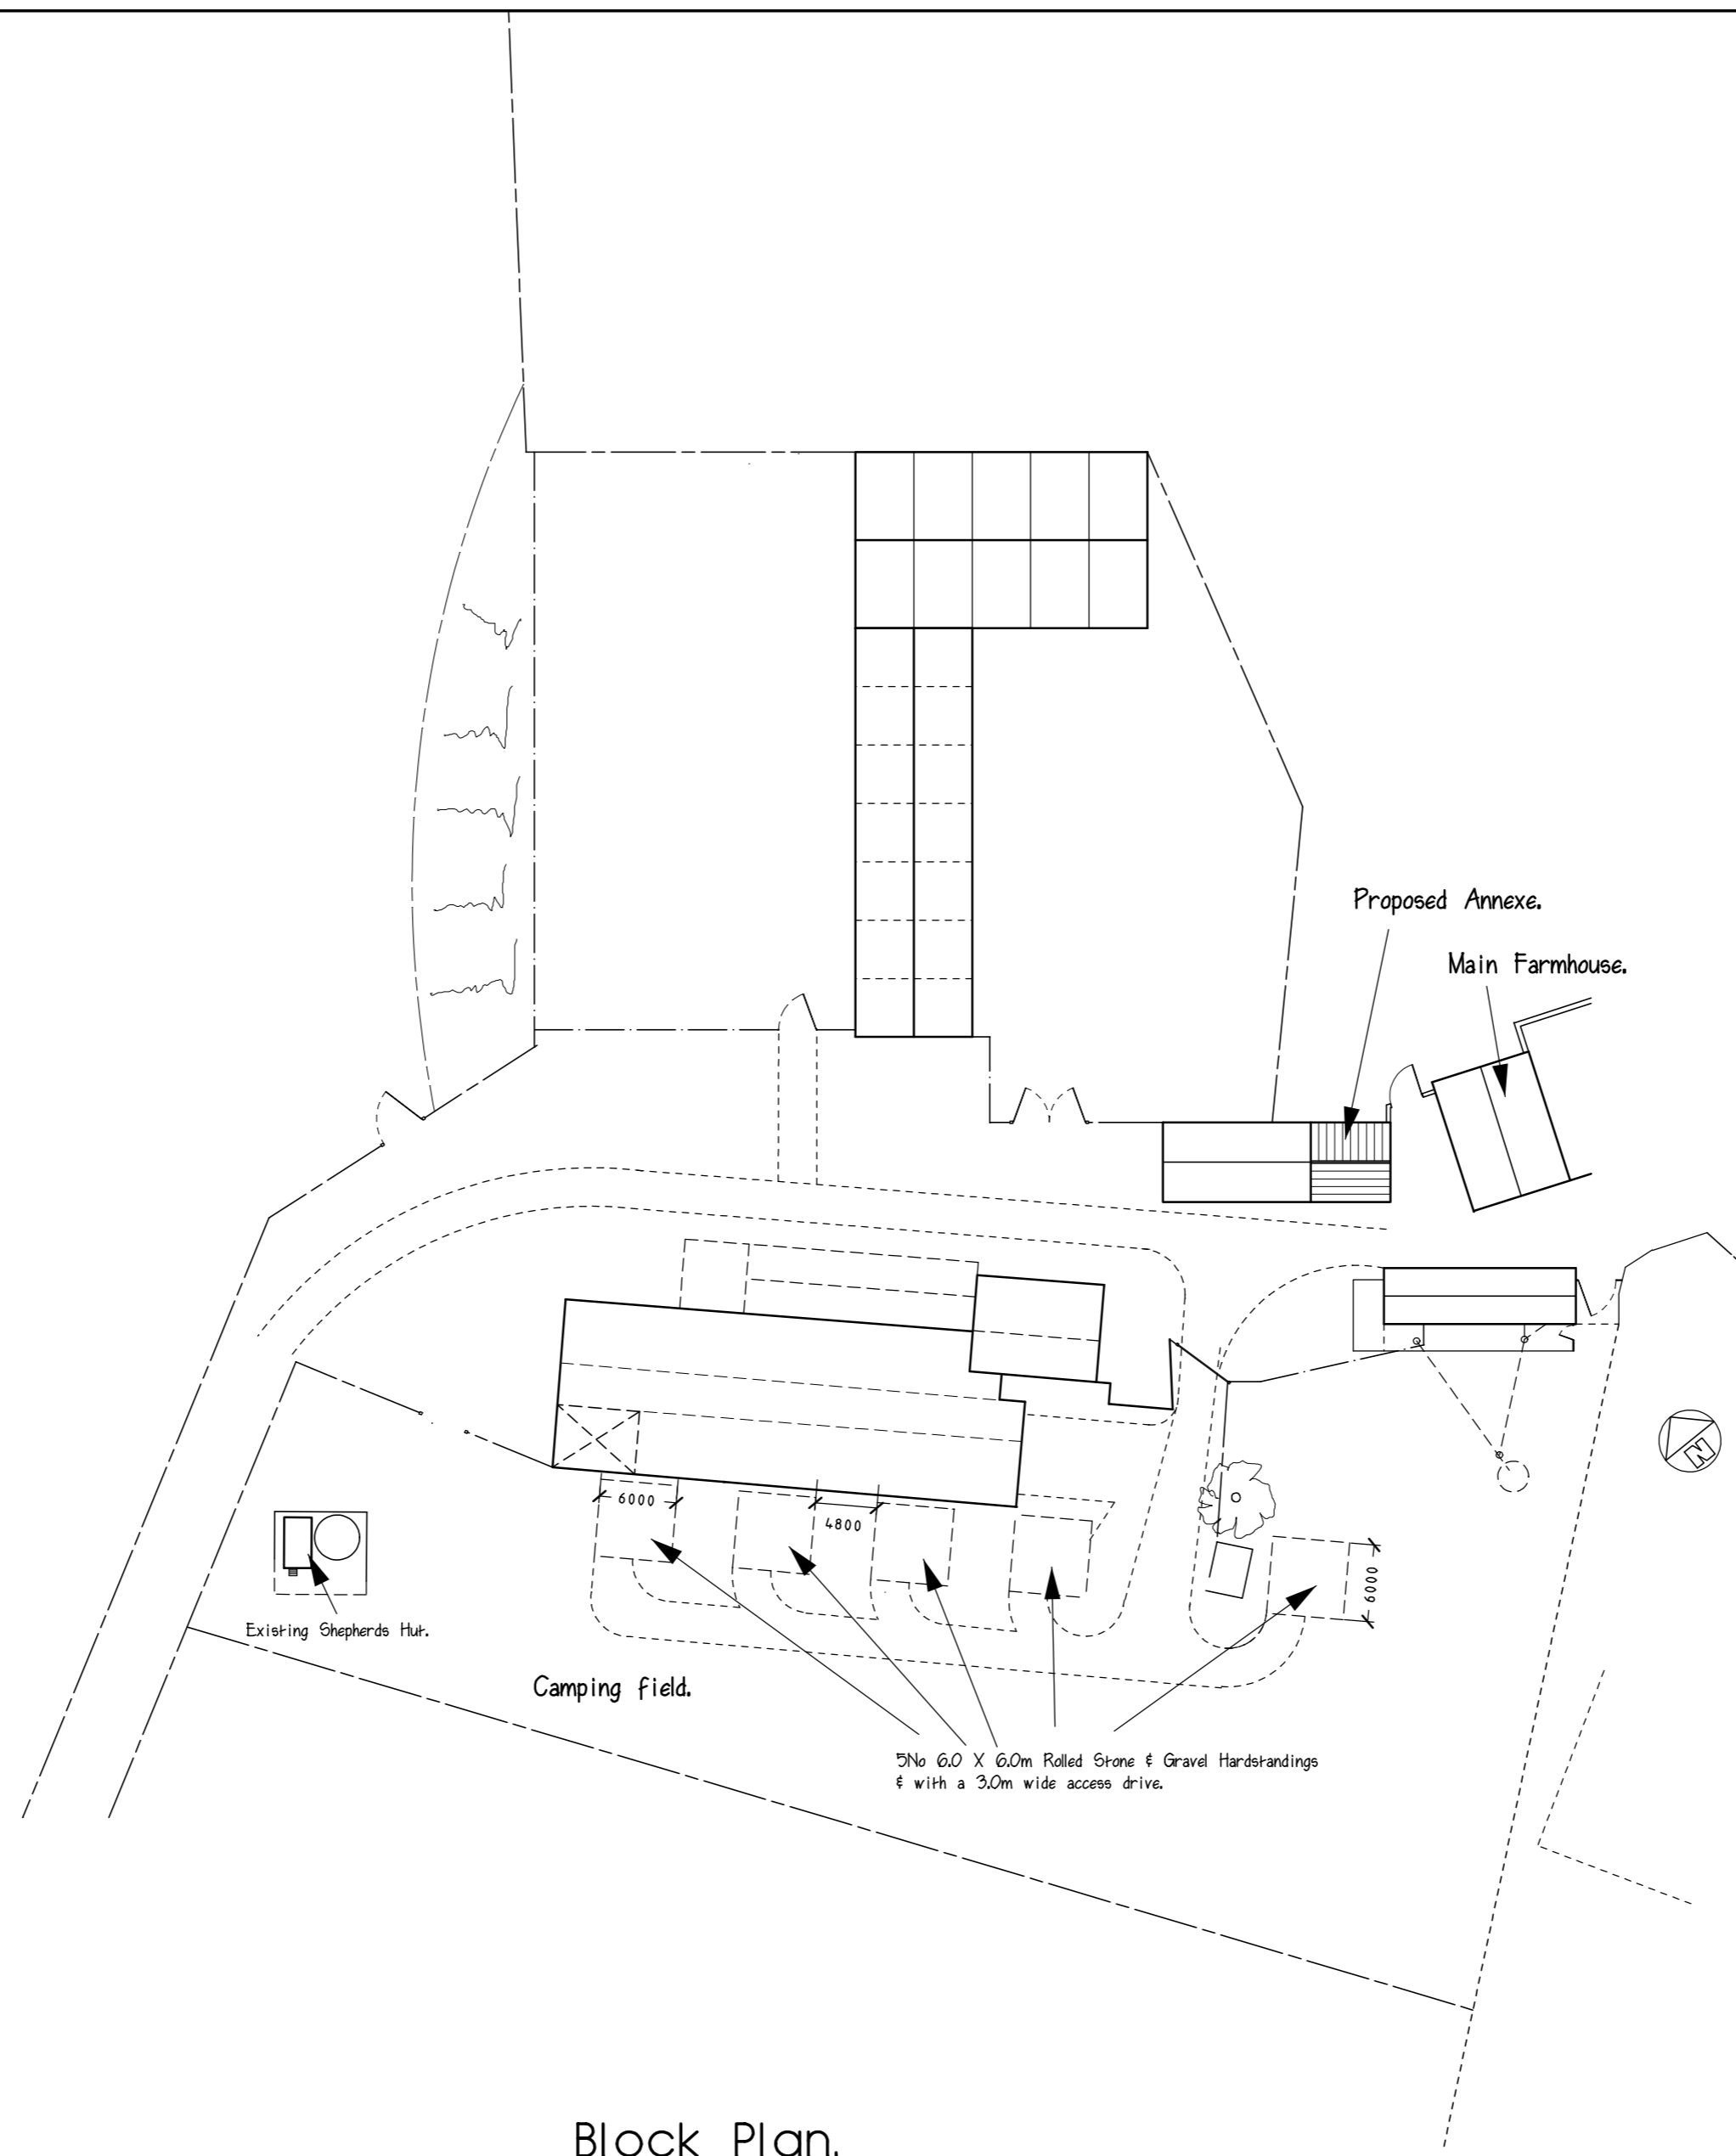 Proposed Annexe.
Main Farmhouse.
N
6000
4800
6000
Existing Shepherds Hut.
Camping field.
5No 6.0 X 6.0m Rolled Stone & Gravel Hardstandings
& with a 3.0m wide access drive.
Block Plan.